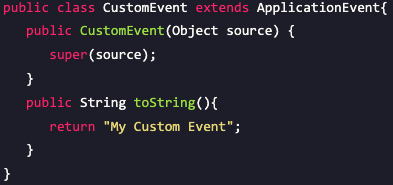 public class CustomEvent extends ApplicationEvent{
   public CustomEvent(Object source) {
      super(source);
   }
   public String toString(){
      return "My Custom Event";
   }
}